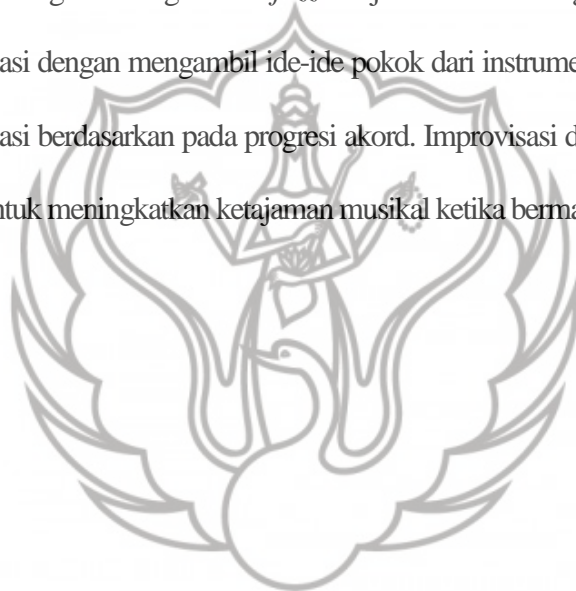 asi dengan mengambil ide-ide pokok dari instrume
asi berdasarkan pada progresi akord. Improvisasi d
ntuk meningkatkan ketajaman musikal ketika berma